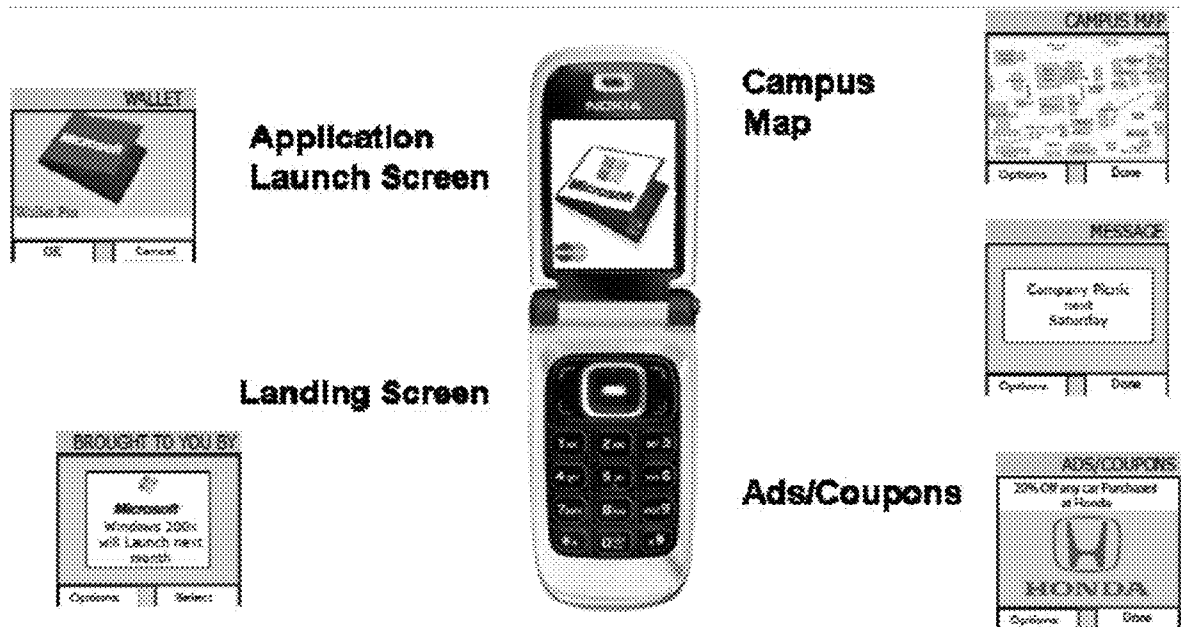 WALLET
OK
Cancel
Application
Launch Screen
NOKIA
Microsoft
Landing Screen
BROUGHT TO YOU BY
Microsoft
Windows 200x
will Launch next
month
Options
Select
Campus
Map
CAMPUS MAP
Options
Done
MESSAGE
Company Picnic
next
Saturday
Options
Done
Ads/Coupons
ADS/COUPONS
20% Off any car Purchased
at Honda
HONDA
Options
Done